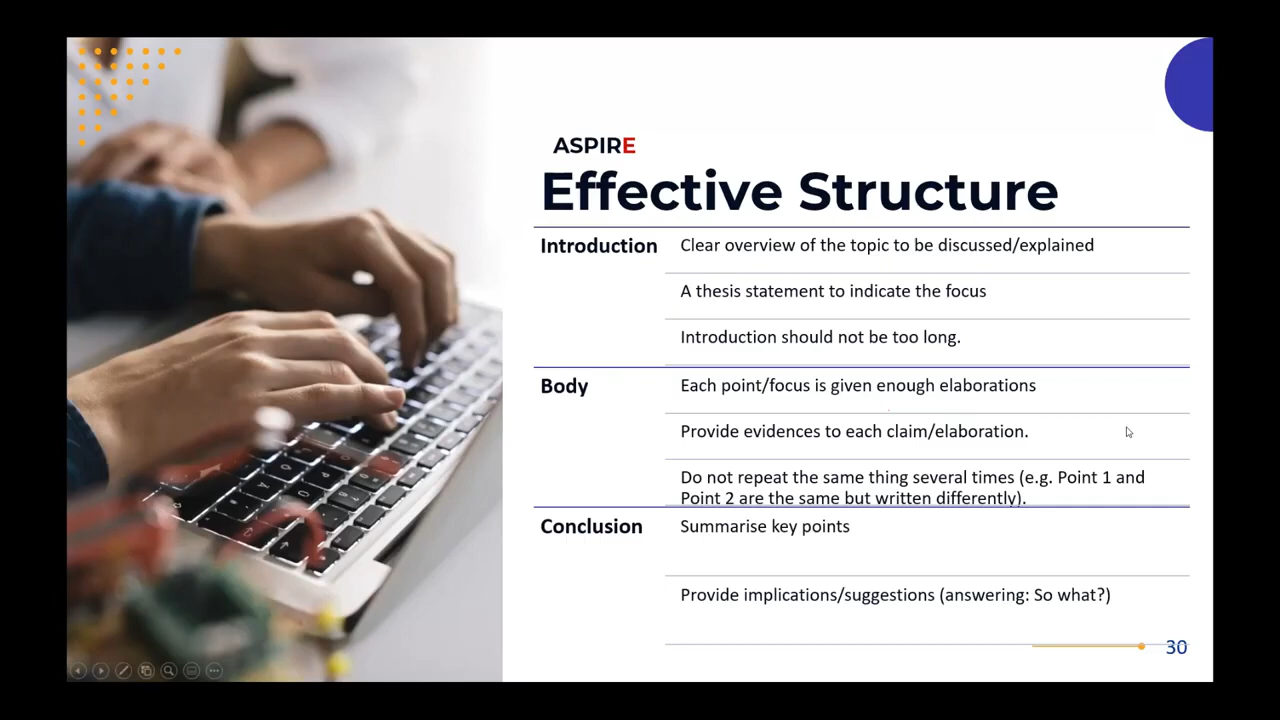 ASPIRE
Effective Structure
Introduction
Clear overview of the topic to be discussed/explained
A thesis statement to indicate the focus
Introduction should not be too long.
Body
Each point/focus is given enough elaborations
Provide evidences to each claim/elaboration.
Do not repeat the same thing several times (e.g. Point 1 and
Point 2 are the same but written differently).
Conclusion
Summarise key points
Provide implications/suggestions (answering: So what?)
30